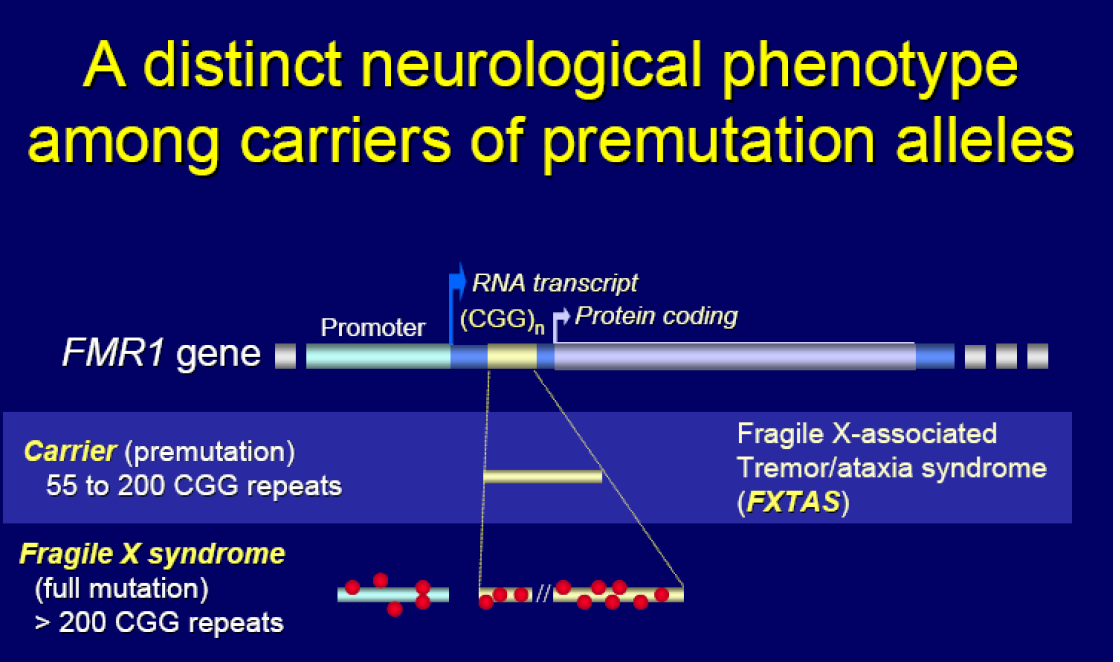 A distinct neurological phenotype
among carriers of premutation alleles
RNA transcript
Promoter (CGG)n Protein coding
FMR1 gene
Carrier (premutation)
55 to 200 CGG repeats
Fragile X-associated
Tremor/ataxia syndrome
(FXTAS)
Fragile X syndrome
(full mutation)
> 200 CGG repeats
//